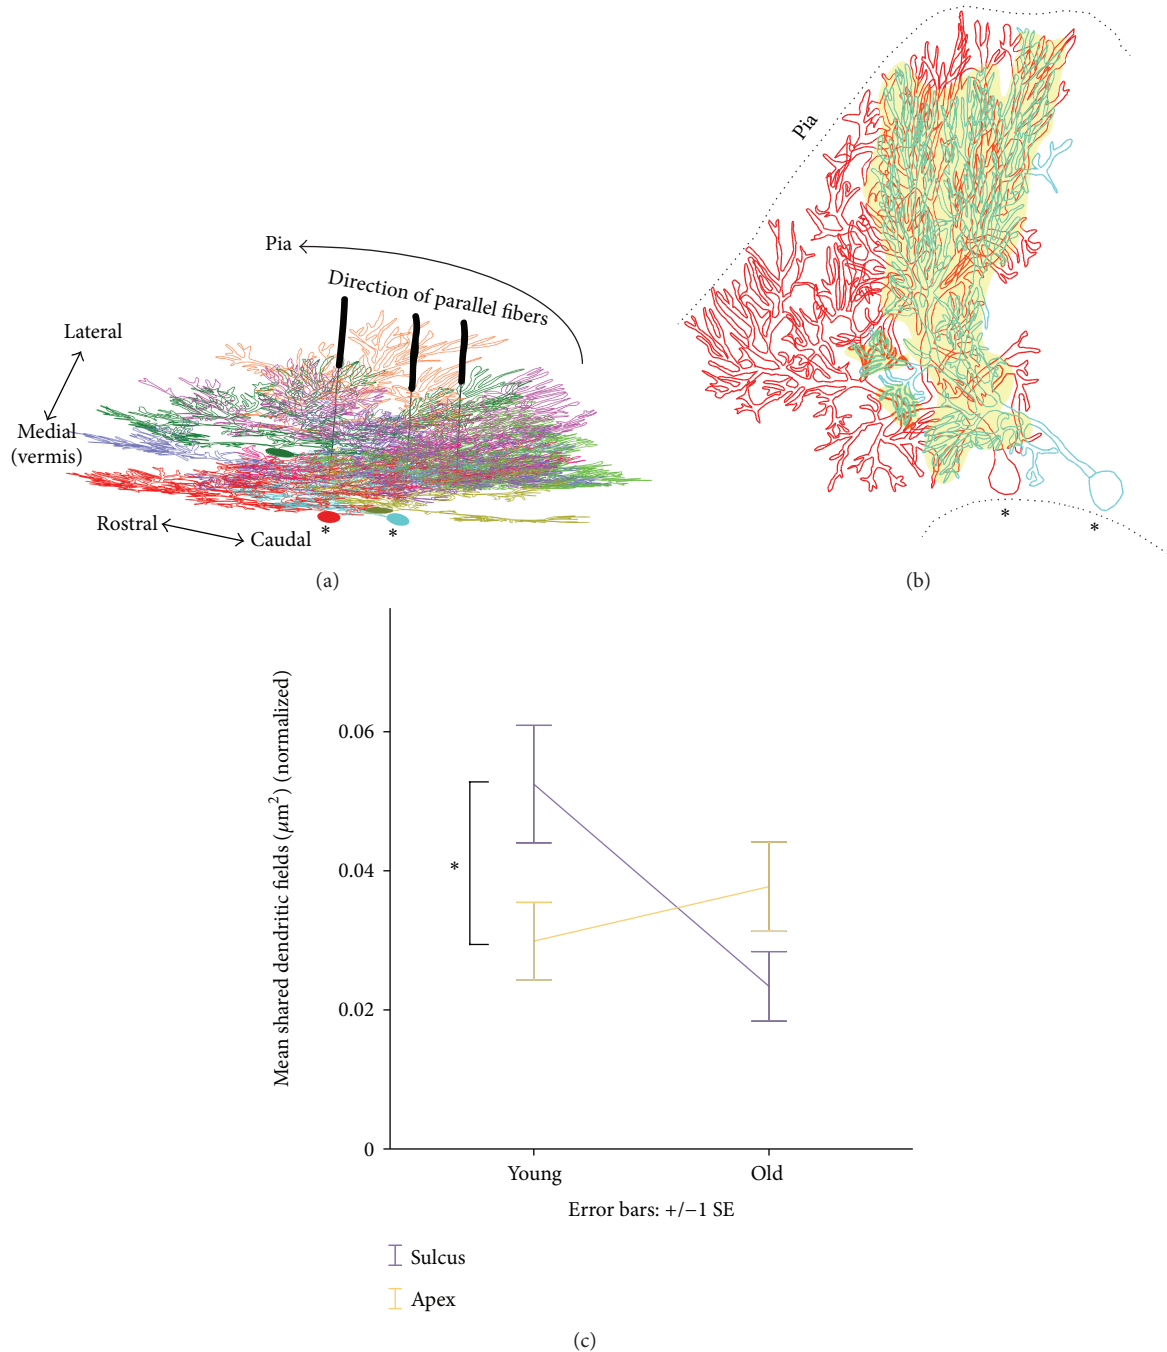 Pia
Direction of parallel fibers
Lateral
Medial
(vermis)
Rostral
Caudal
*
*
(a)
Pia
*
*
(b)
Mean shared dendritic fields (μm²) (normalized)
0.06
0.04
0.02
0
*
Young
Old
Error bars: +/−1 SE
Sulcus
Apex
(c)